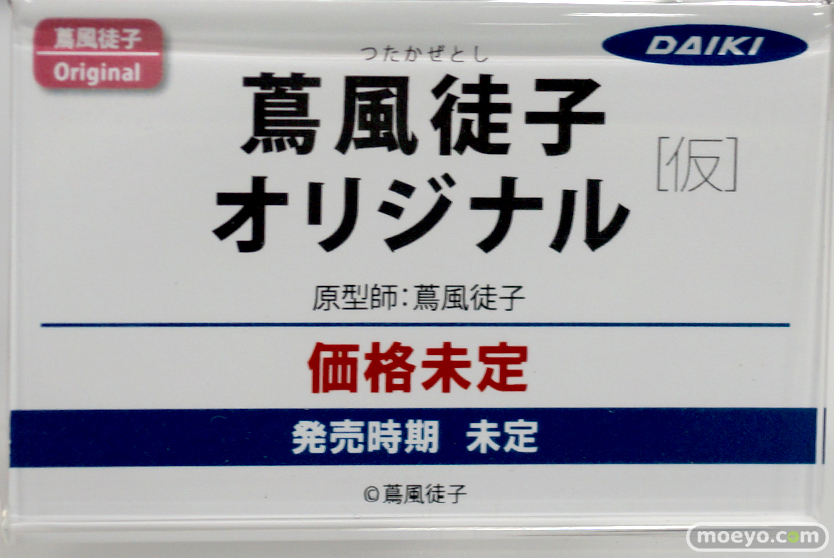 蔦風徒子
Original
DAIKI
つたかぜとし
蔦風徒子
オリジナル
[仮]
原型師:蔦風徒子
価格未定
発売時期 未定
©蔦風徒子
moeyo.com